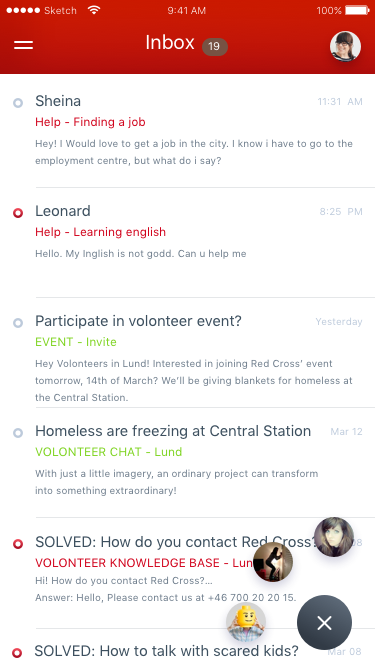 Sketch 9:41 AM 100%
Inbox 19
Sheina 11:31 AM
Help - Finding a job
Hey! I Would love to get a job in the city. I know i have to go to the
employment centre, but what do i say?
Leonard 8:25 PM
Help - Learning english
Hello. My Inglish is not godd. Can u help me
Participate in volonteer event? Yesterday
EVENT - Invite
Hey Volonteers in Lund! Interested in joining Red Cross' event
tomorrow, 14th of March? We'll be giving blankets for homeless at
the Central Station.
Homeless are freezing at Central Station Mar 12
VOLONTEER CHAT - Lund
With just a little imagery, an ordinary project can transform
into something extraordinary!
SOLVED: How do you contact Red Cross? 08
VOLONTEER KNOWLEDGE BASE - Lun
Hi! How do you contact Red Cross?...
Answer: Hello, Please contact us at +46 700 20 20 15.
SOLVED: How to talk with scared kids? Mar 08